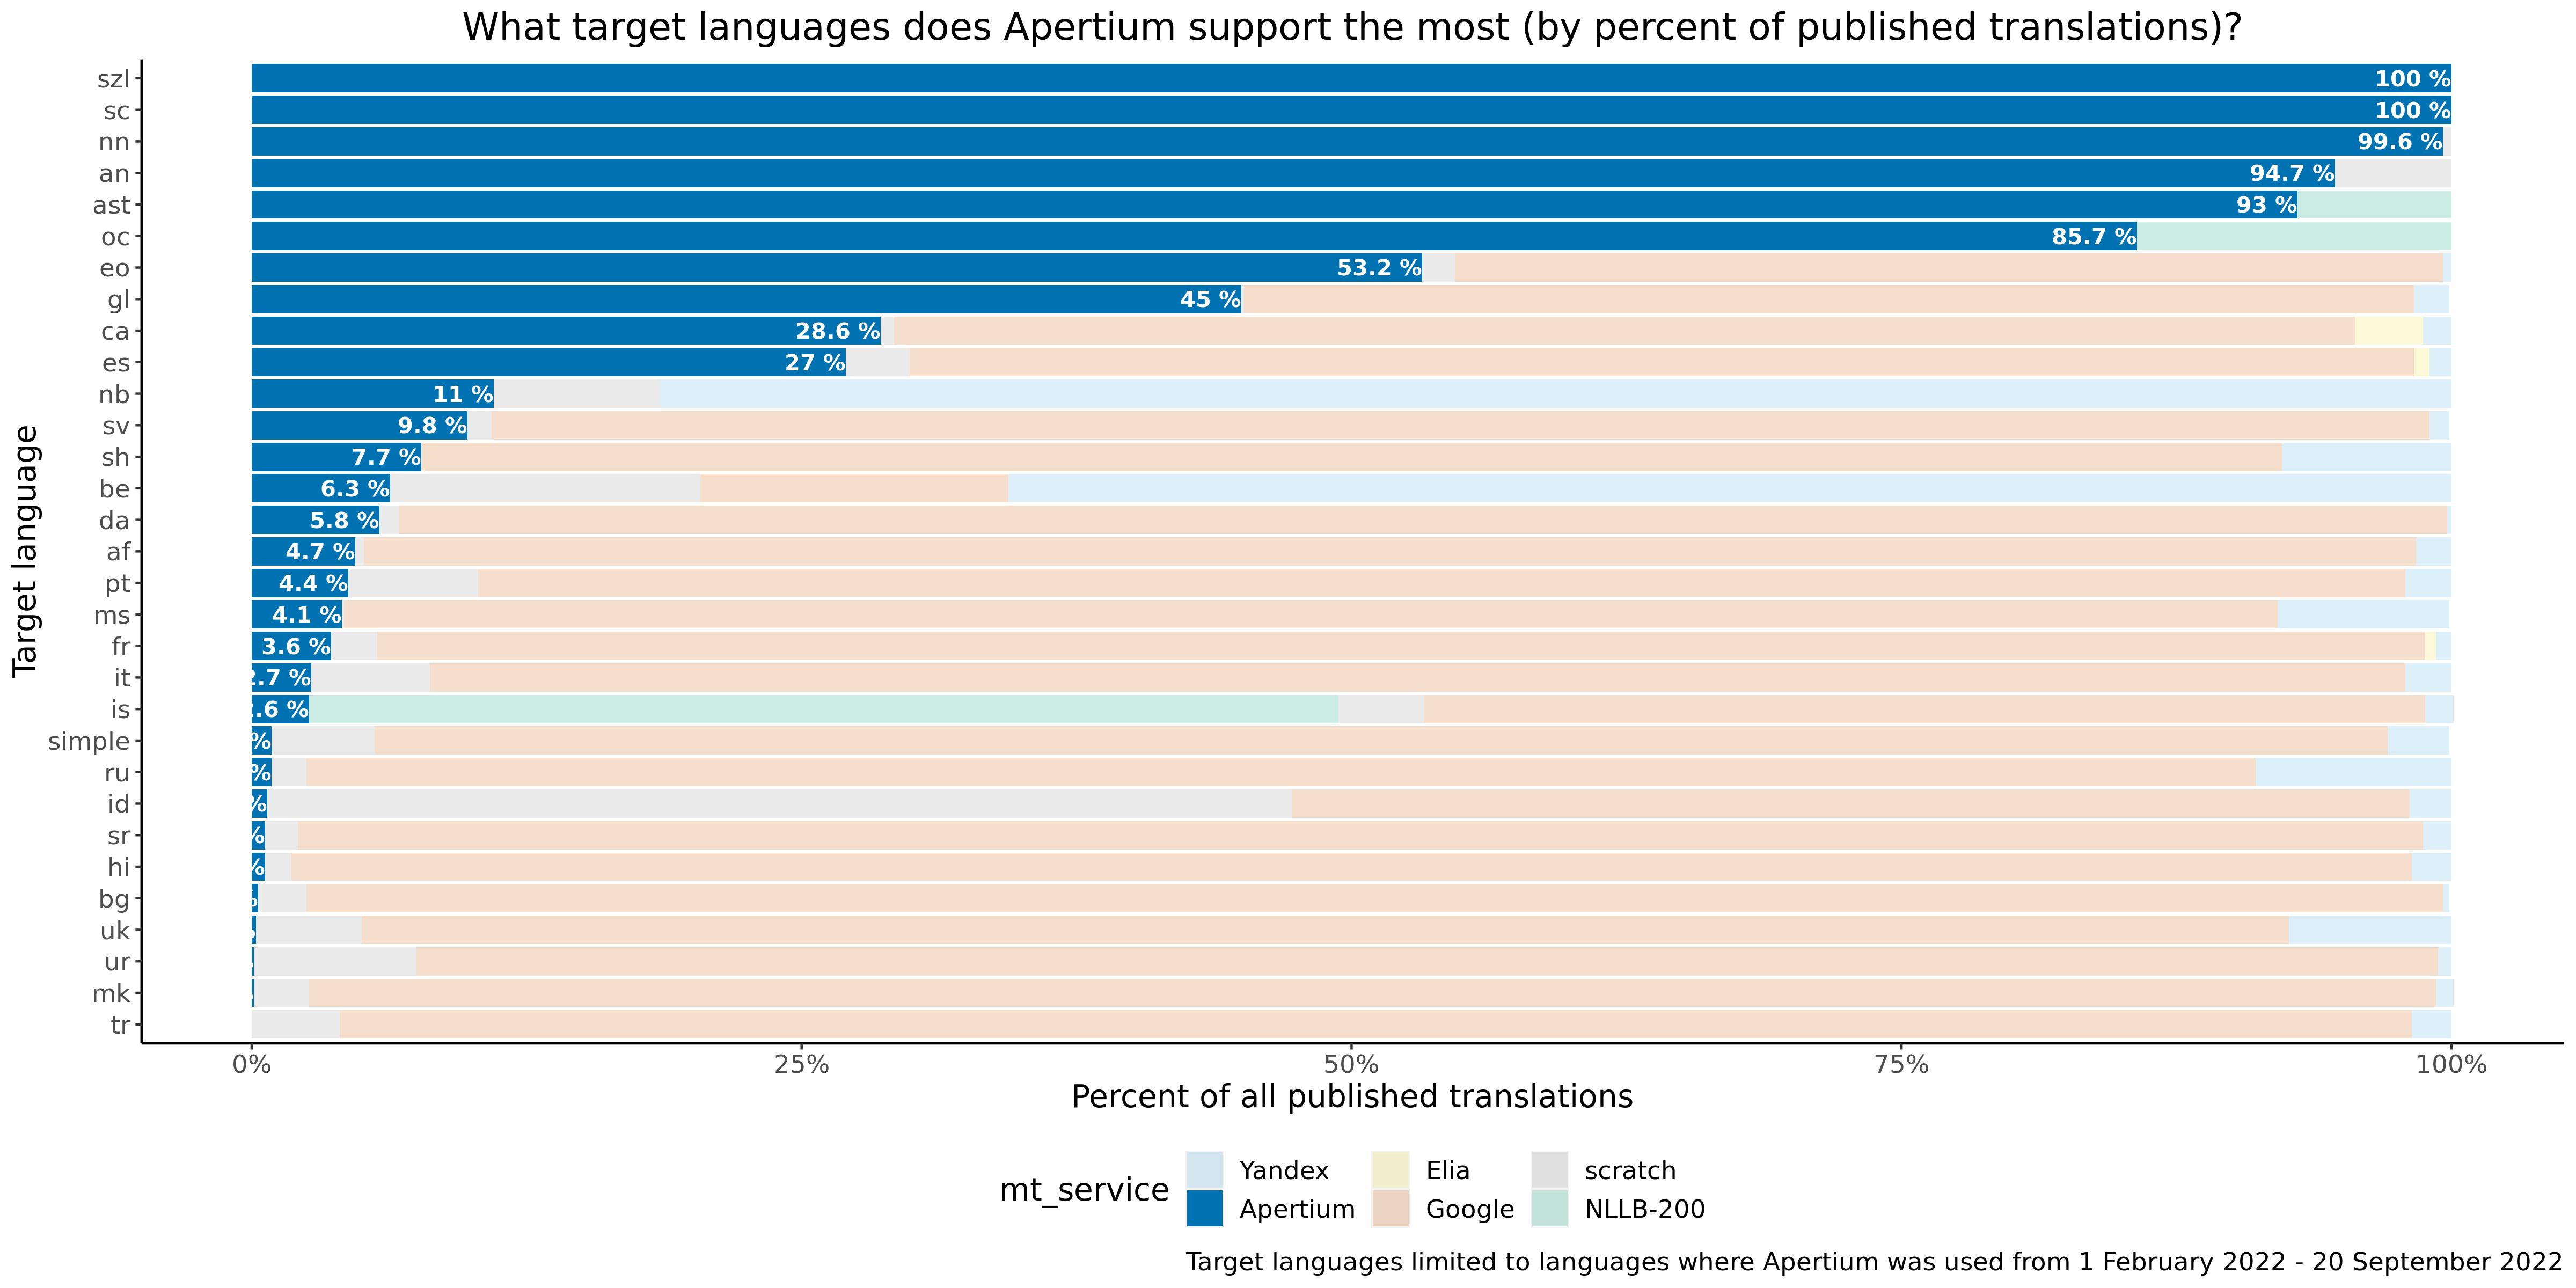 What target languages does Apertium support the most (by percent of published translations)?
Target language
szl 100 %
sc 100 %
nn 99.6 %
an 94.7 %
ast 93 %
oc 85.7 %
eo 53.2 %
gl 45 %
ca 28.6 %
es 27 %
nb 11 %
sv 9.8 %
sh 7.7 %
be 6.3 %
da 5.8 %
af 4.7 %
pt 4.4 %
ms 4.1 %
fr 3.6 %
it 2.7 %
is .6 %
simple %
ru %
id %
sr %
hi %
bg
uk
ur
mk
tr
0% 25% 50% 75% 100%
Percent of all published translations
mt_service
Yandex Elia scratch
Apertium Google NLLB-200
Target languages limited to languages where Apertium was used from 1 February 2022 - 20 September 2022